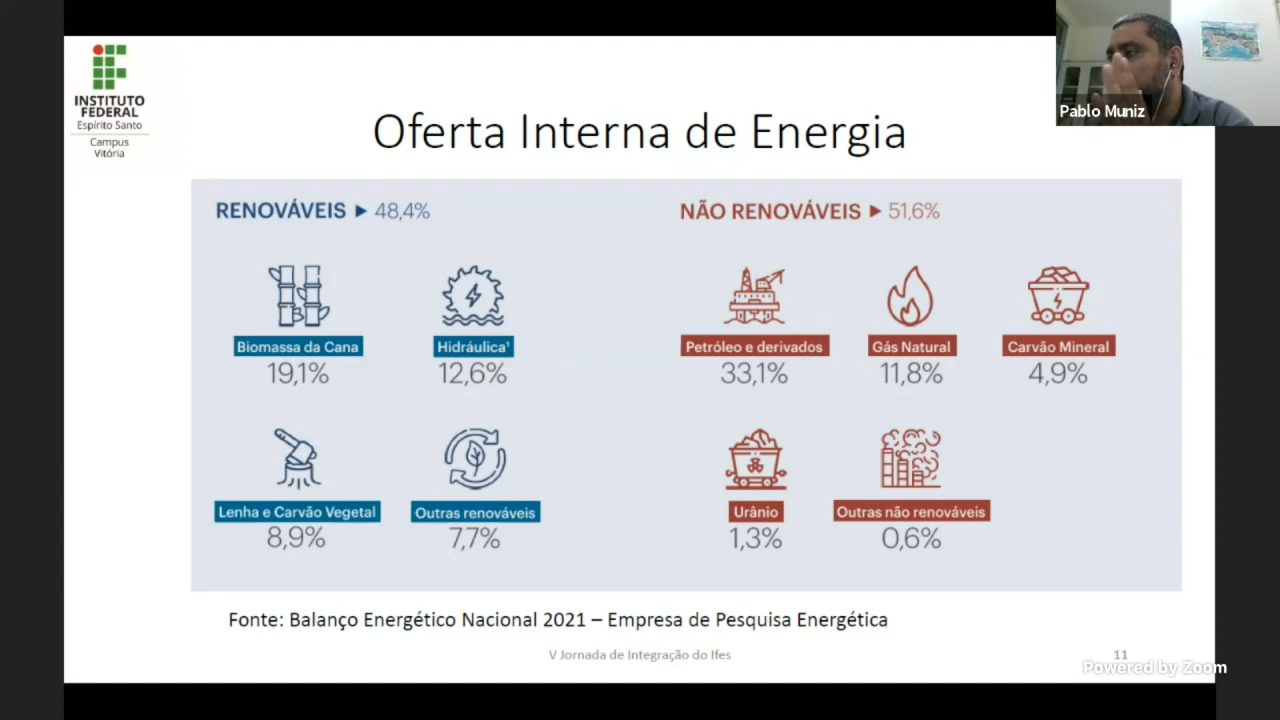 INSTITUTO
FEDERAL
Espírito Santo
Campus
Vitória
Pablo Muniz
Oferta Interna de Energia
RENOVÁVEIS ► 48,4%
NÃO RENOVÁVEIS ► 51,6%
Biomassa da Cana
19,1%
Hidráulica¹
12,6%
Petróleo e derivados
33,1%
Gás Natural
11,8%
Carvão Mineral
4,9%
Lenha e Carvão Vegetal
8,9%
Outras renováveis
7,7%
Urânio
1,3%
Outras não renováveis
0,6%
Fonte: Balanço Energético Nacional 2021 – Empresa de Pesquisa Energética
V Jornada de Integração do Ifes
11
Powered by Zoom